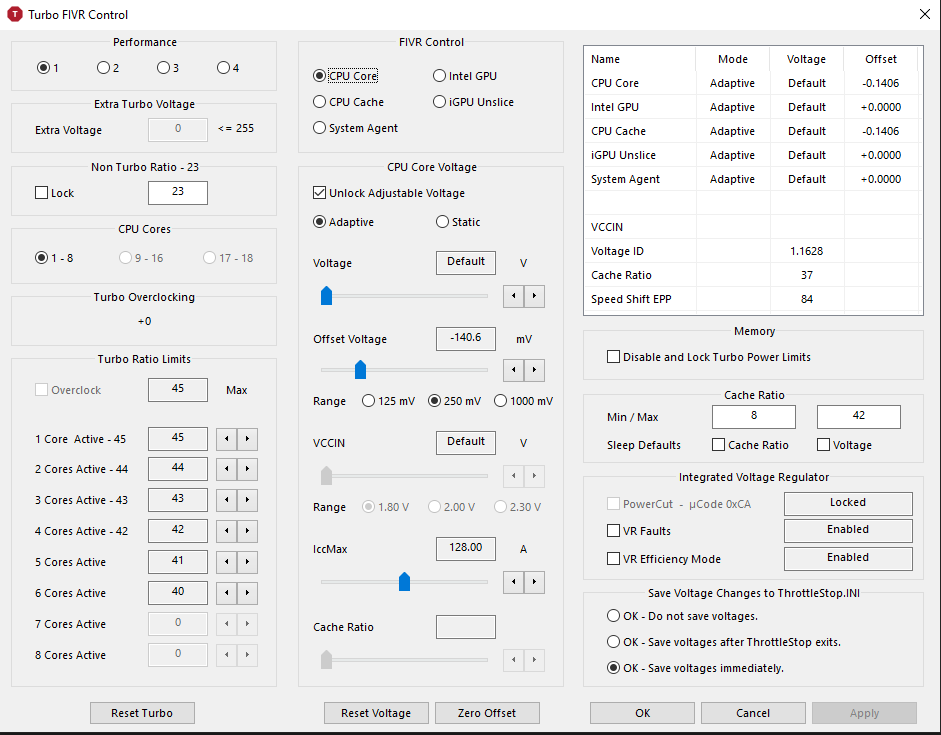 T Turbo FIVR Control
Performance
1 2 3 4
Extra Turbo Voltage
Extra Voltage 0 <= 255
Non Turbo Ratio - 23
Lock 23
CPU Cores
1 - 8 9 - 16 17 - 18
Turbo Overclocking
+0
Turbo Ratio Limits
Overclock 45 Max
1 Core Active - 45 45
2 Cores Active - 44 44
3 Cores Active - 43 43
4 Cores Active - 42 42
5 Cores Active 41
6 Cores Active 40
7 Cores Active 0
8 Cores Active 0
Reset Turbo
FIVR Control
CPU Core Intel GPU
CPU Cache iGPU Unslice
System Agent
CPU Core Voltage
Unlock Adjustable Voltage
Adaptive Static
Voltage Default V
Offset Voltage -140.6 mV
Range 125 mV 250 mV 1000 mV
VCCIN Default V
Range 1.80 V 2.00 V 2.30 V
IccMax 128.00 A
Cache Ratio
Reset Voltage Zero Offset
Name Mode Voltage Offset
CPU Core Adaptive Default -0.1406
Intel GPU Adaptive Default +0.0000
CPU Cache Adaptive Default -0.1406
iGPU Unslice Adaptive Default +0.0000
System Agent Adaptive Default +0.0000
VCCIN
Voltage ID 1.1628
Cache Ratio 37
Speed Shift EPP 84
Memory
Disable and Lock Turbo Power Limits
Cache Ratio
Min / Max 8 42
Sleep Defaults Cache Ratio Voltage
Integrated Voltage Regulator
PowerCut - µCode 0xCA Locked
VR Faults Enabled
VR Efficiency Mode Enabled
Save Voltage Changes to ThrottleStop.INI
OK - Do not save voltages.
OK - Save voltages after ThrottleStop exits.
OK - Save voltages immediately.
OK Cancel Apply